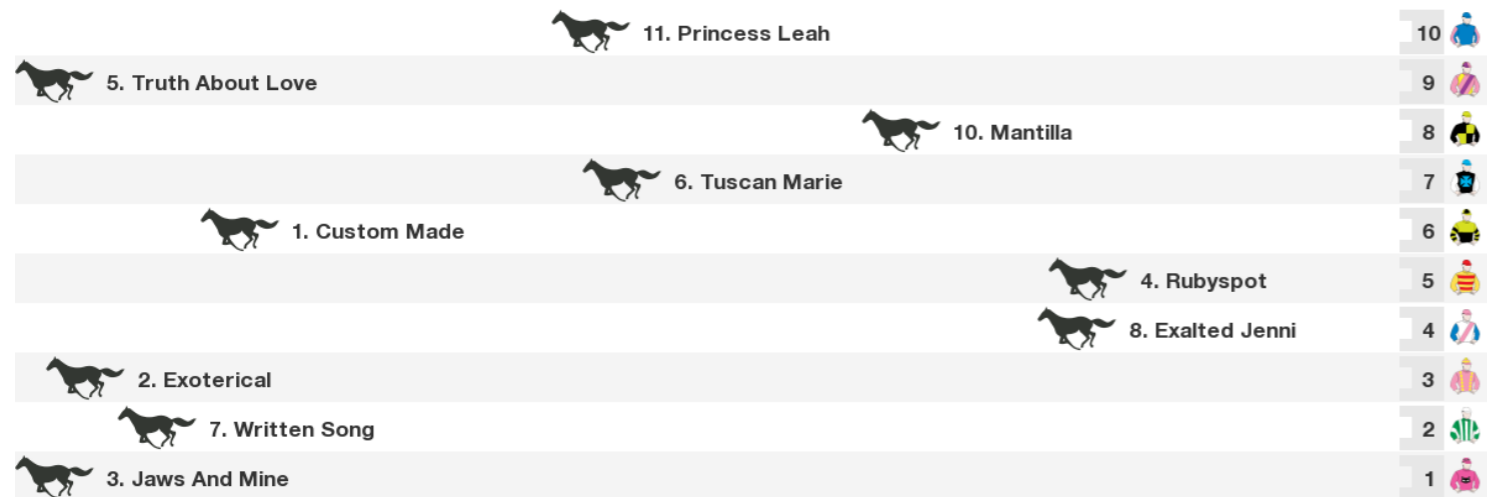 11. Princess Leah 10
5. Truth About Love 9
10. Mantilla 8
6. Tuscan Marie 7
1. Custom Made 6
4. Rubyspot 5
8. Exalted Jenni 4
2. Exoterical 3
7. Written Song 2
3. Jaws And Mine 1